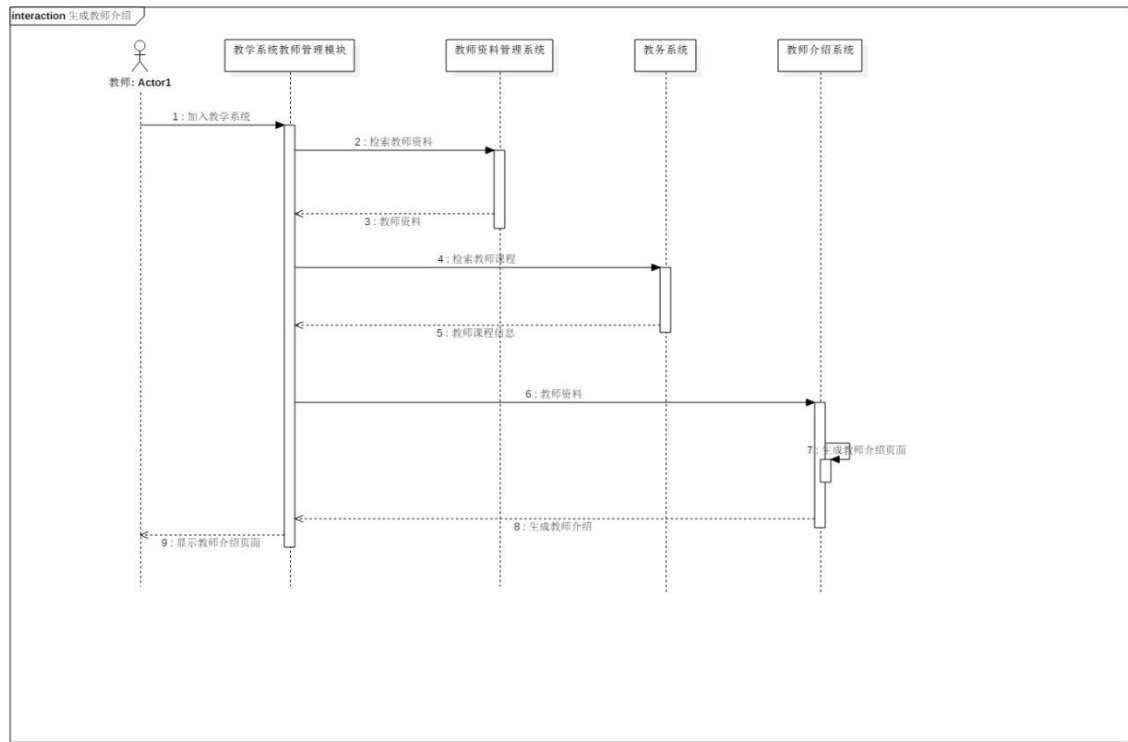 interaction 生成教师介绍
教师: Actor1
教学系统教师管理模块
教师资料管理系统
教务系统
教师介绍系统
1 : 加入教学系统
2 : 检索教师资料
3 : 教师资料
4 : 检索教师课程
5 : 教师课程信息
6 : 教师资料
7 : 生成教师介绍页面
8 : 生成教师介绍
9 : 显示教师介绍页面